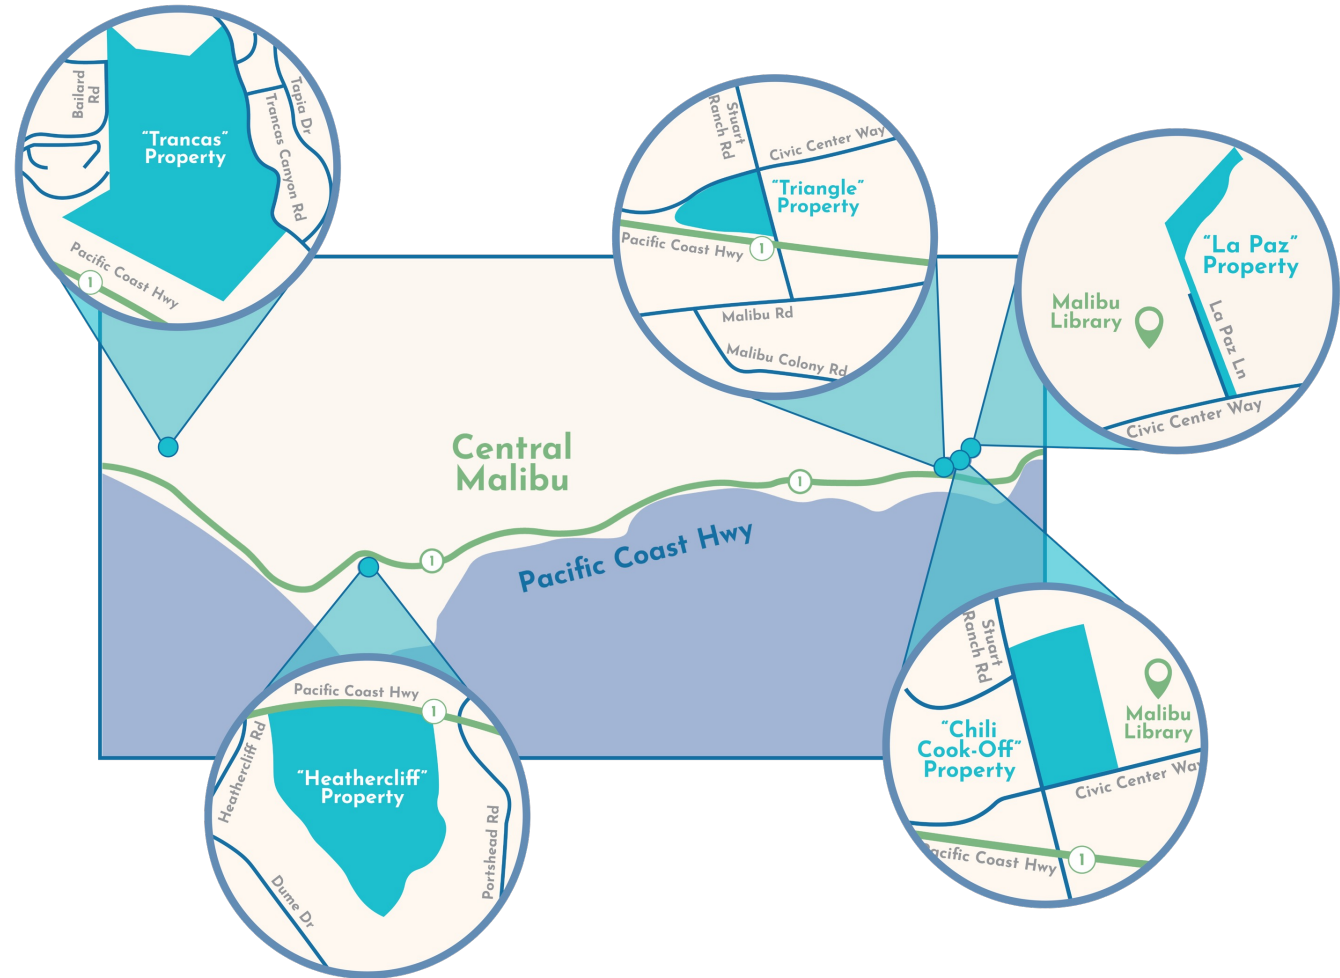 Bailard
Rd
"Trancas"
Property
Tapia Dr
Trancas Canyon Rd
Pacific Coast Hwy
1
Stuart
Ranch Rd
Civic Center Way
"Triangle"
Property
Pacific Coast Hwy
1
Malibu Rd
Malibu Colony Rd
"La Paz"
Property
Malibu
Library
La Paz Ln
Civic Center Way
Central
Malibu
1
1
Pacific Coast Hwy
Pacific Coast Hwy
1
Heathercliff Rd
"Heathercliff"
Property
Portshead Rd
Dume Dr
Stuart
Ranch Rd
Malibu
Library
"Chili
Cook-Off"
Property
Civic Center Way
Pacific Coast Hwy
1